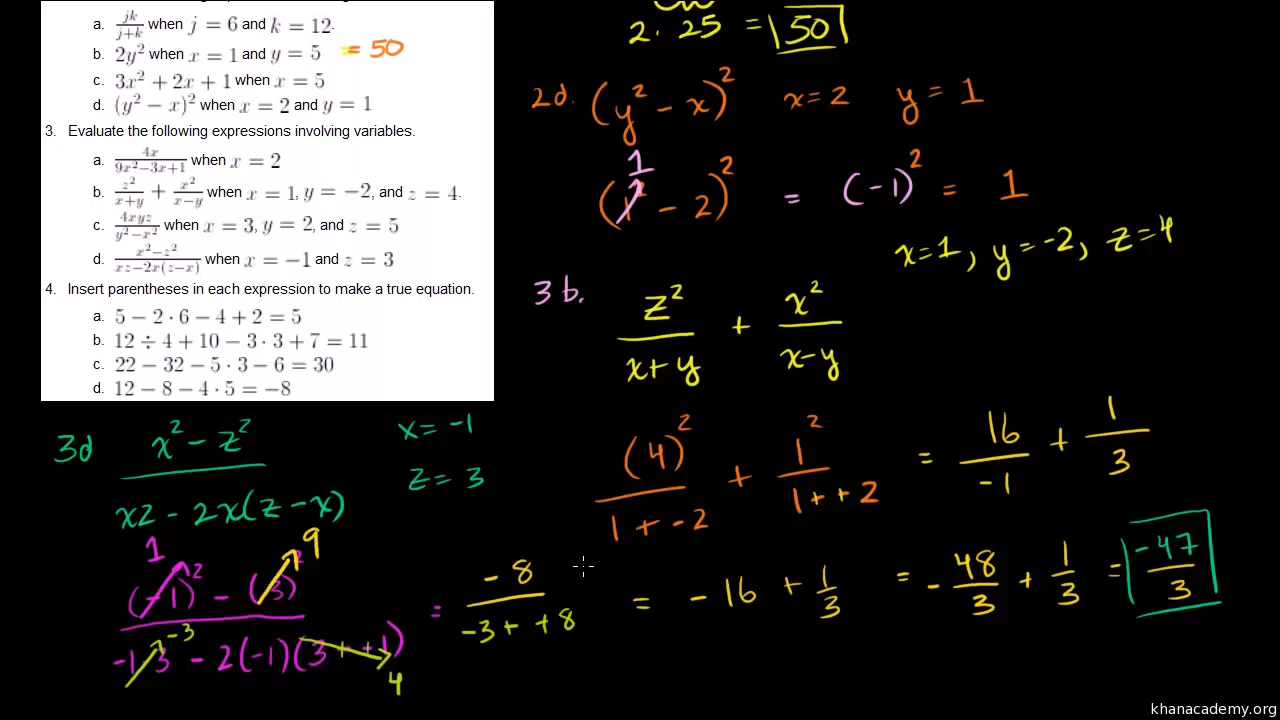 a. jk/(j+k) when j = 6 and k = 12.
b. 2y² when x = 1 and y = 5 = 50
c. 3x² + 2x + 1 when x = 5
d. (y² − x)² when x = 2 and y = 1
3. Evaluate the following expressions involving variables.
a. 4x/(9x²−3x+1) when x = 2
b. z²/(x+y) + x²/(x−y) when x = 1, y = −2, and z = 4.
c. 4xyz/(y²−x²) when x = 3, y = 2, and z = 5
d. (x²−z²)/(xz−2x(z−x)) when x = −1 and z = 3
4. Insert parentheses in each expression to make a true equation.
a. 5 − 2 · 6 − 4 + 2 = 5
b. 12 ÷ 4 + 10 − 3 · 3 + 7 = 11
c. 22 − 32 − 5 · 3 − 6 = 30
d. 12 − 8 − 4 · 5 = −8
2 · 25 = 50
2d. (y² − x)² x = 2 y = 1
1
(1² − 2)² = (-1)² = 1
x=1, y=-2, z=4
3b. z²/(x+y) + x²/(x-y)
(4)²/(1 + -2) + 1²/(1 + +2) = 16/-1 + 1/3
= -16 + 1/3 = -48/3 + 1/3 = -47/3
3d (x² - z²)/(xz - 2x(z-x)) x = -1
z = 3
1 9
((-1)² - (3)²)/(-1·3 - 2(-1)(3 + +1)) = -8/(-3 + +8)
-3 4
khanacademy.org